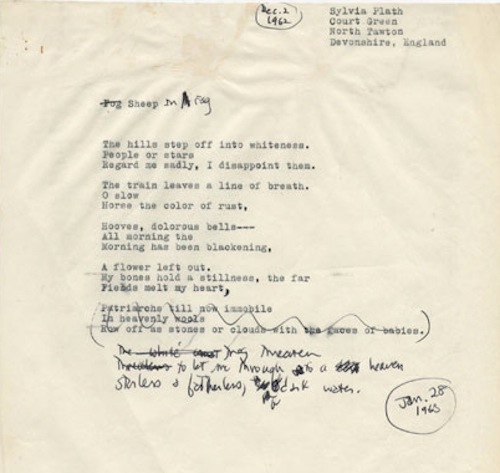 Dec. 2
1962
Sylvia Plath
Court Green
North Tawton
Devonshire, England
Fog Sheep in Fog
The hills step off into whiteness.
People or stars
Regard me sadly, I disappoint them.
The train leaves a line of breath.
O slow
Horse the color of rust,
Hooves, dolorous bells---
All morning the
Morning has been blackening,
A flower left out.
My bones hold a stillness, the far
Fields melt my heart,
(Patriarchs till now immobile
In heavenly wools
Row off as stones or clouds with the faces of babies.)
The white threaten
to let me through to a heaven
starless & fatherless, dark water.
Jan. 28
1963